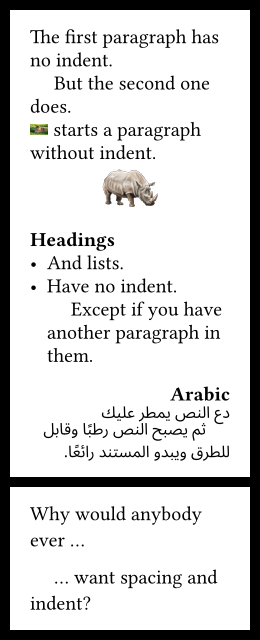 The first paragraph has
no indent.
But the second one
does.
starts a paragraph
without indent.
Headings
• And lists.
• Have no indent.
Except if you have
another paragraph in
them.
Arabic
دع النص يمطر عليك
ثم يصبح النص رطبًا وقابل
للطرق ويبدو المستند رائعًا.
Why would anybody
ever …
… want spacing and
indent?